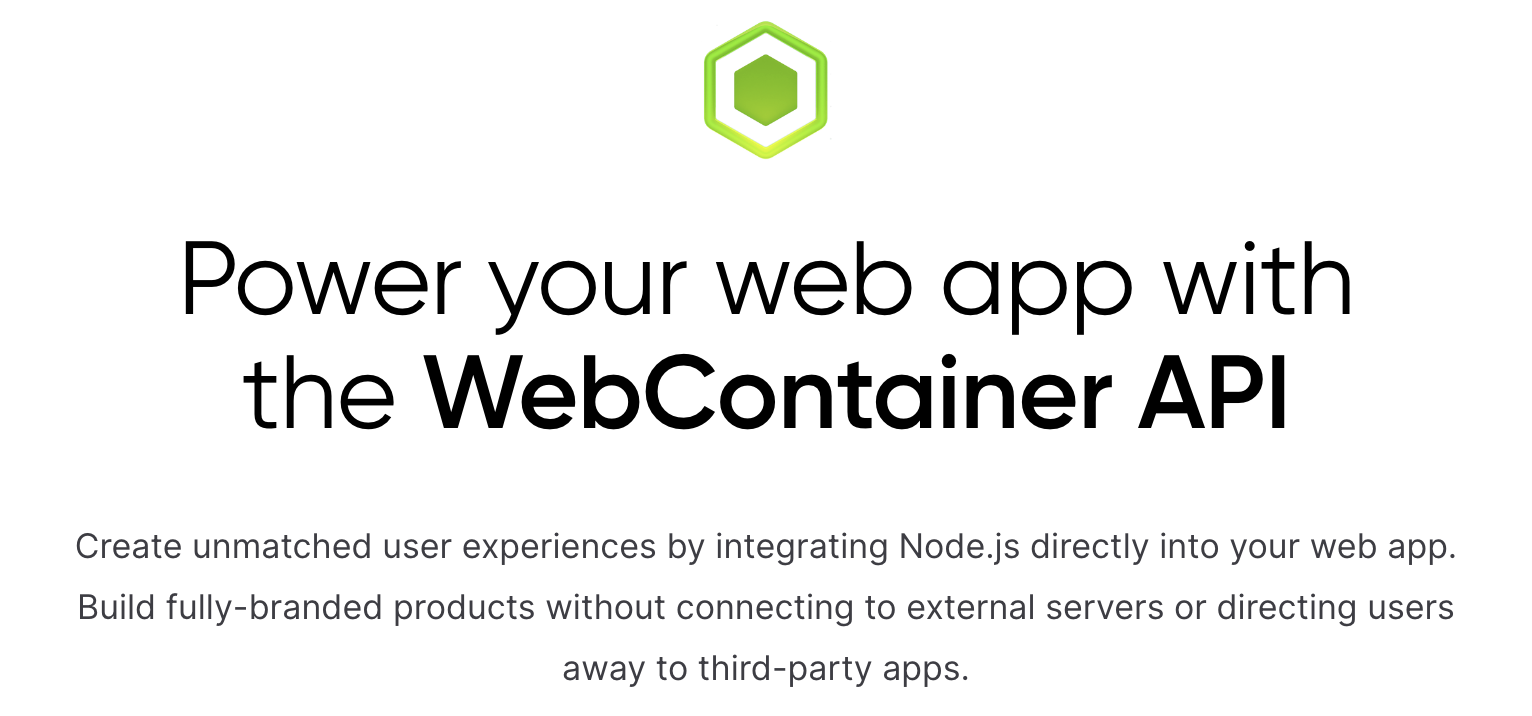 Power your web app with
the WebContainer API
Create unmatched user experiences by integrating Node.js directly into your web app.
Build fully-branded products without connecting to external servers or directing users
away to third-party apps.